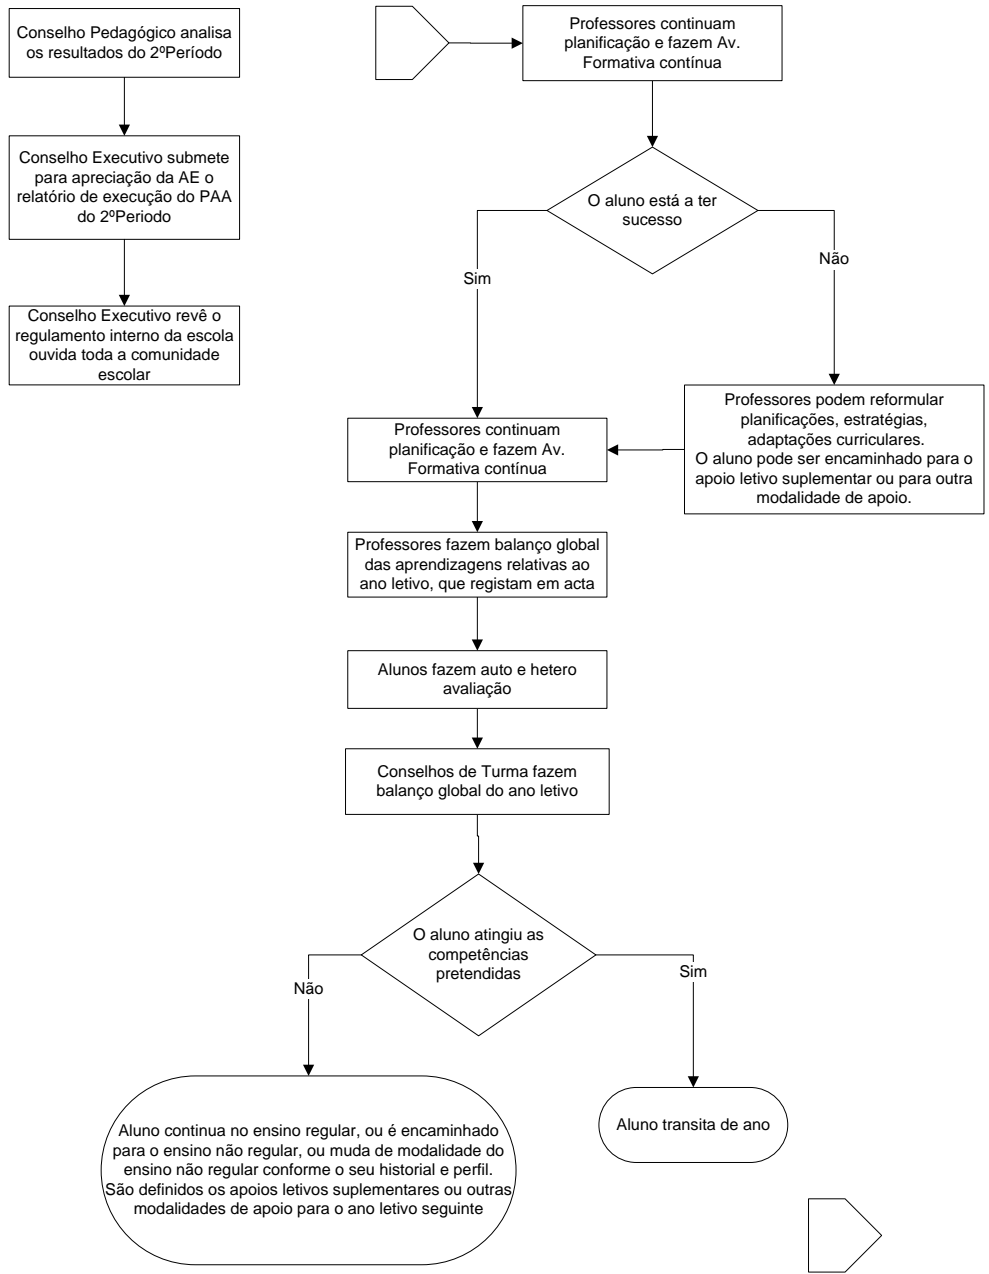 Conselho Pedagógico analisa
os resultados do 2ºPeríodo
Conselho Executivo submete
para apreciação da AE o
relatório de execução do PAA
do 2ºPeriodo
Conselho Executivo revê o
regulamento interno da escola
ouvida toda a comunidade
escolar
Professores continuam
planificação e fazem Av.
Formativa contínua
O aluno está a ter
sucesso
Sim
Não
Professores podem reformular
planificações, estratégias,
adaptações curriculares.
O aluno pode ser encaminhado para o
apoio letivo suplementar ou para outra
modalidade de apoio.
Professores continuam
planificação e fazem Av.
Formativa contínua
Professores fazem balanço global
das aprendizagens relativas ao
ano letivo, que registam em acta
Alunos fazem auto e hetero
avaliação
Conselhos de Turma fazem
balanço global do ano letivo
O aluno atingiu as
competências
pretendidas
Não
Sim
Aluno continua no ensino regular, ou é encaminhado
para o ensino não regular, ou muda de modalidade do
ensino não regular conforme o seu historial e perfil.
São definidos os apoios letivos suplementares ou outras
modalidades de apoio para o ano letivo seguinte
Aluno transita de ano